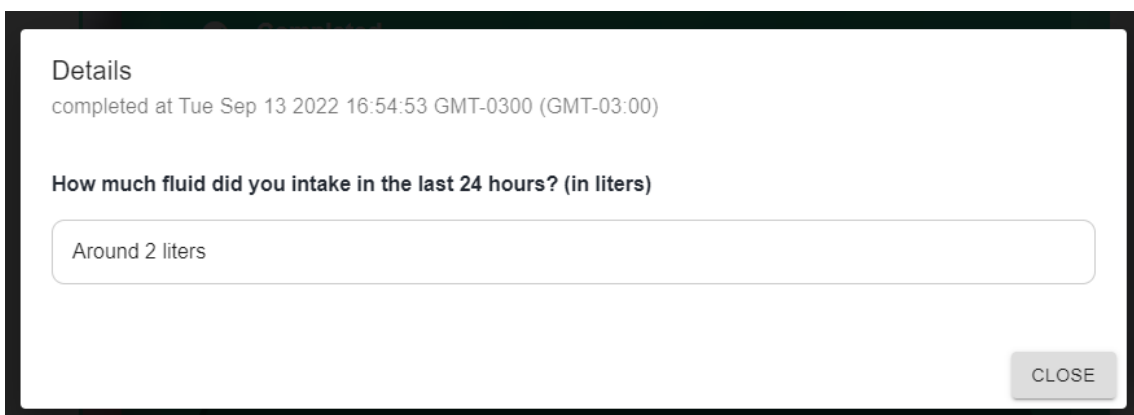 Details
completed at Tue Sep 13 2022 16:54:53 GMT-0300 (GMT-03:00)
How much fluid did you intake in the last 24 hours? (in liters)
Around 2 liters
CLOSE